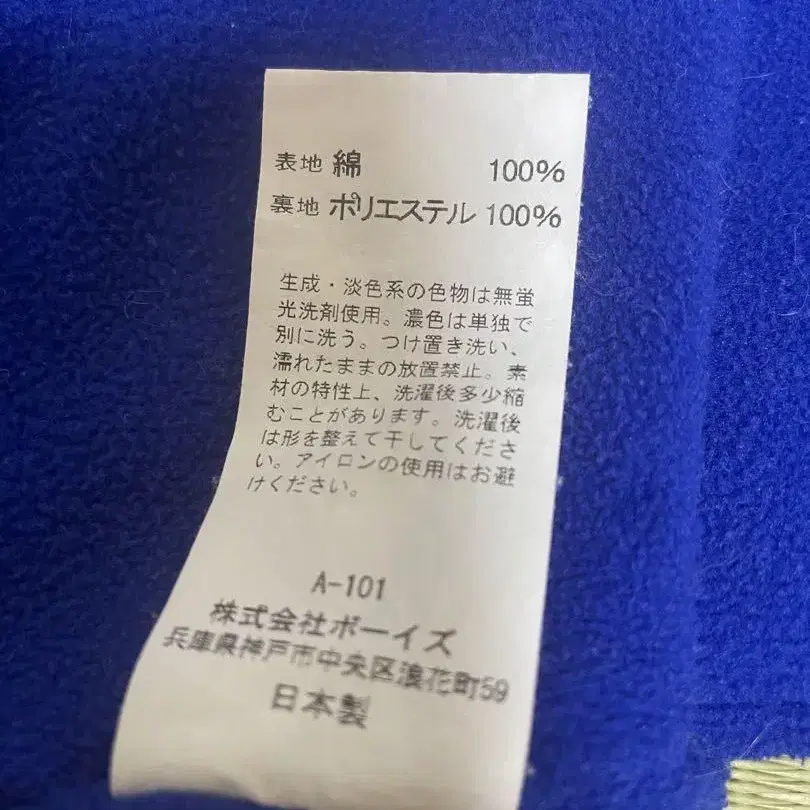 表地 綿 100%
裏地 ポリエステル 100%
生成・淡色系の色物は無蛍
光洗剤使用。濃色は単独で
別に洗う。つけ置き洗い、
濡れたままの放置禁止。素
材の特性上、洗濯後多少縮
むことがあります。洗濯後
は形を整えて干してくださ
い。アイロンの使用はお避
けください。
A-101
株式会社ボーイズ
兵庫県神戸市中央区浪花町59
日本製